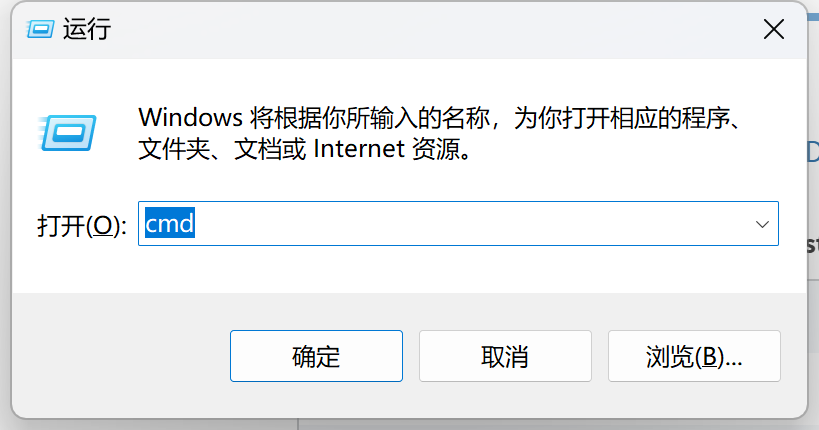 运行
Windows 将根据你所输入的名称，为你打开相应的程序、
文件夹、文档或 Internet 资源。
打开(O): cmd
确定 取消 浏览(B)...